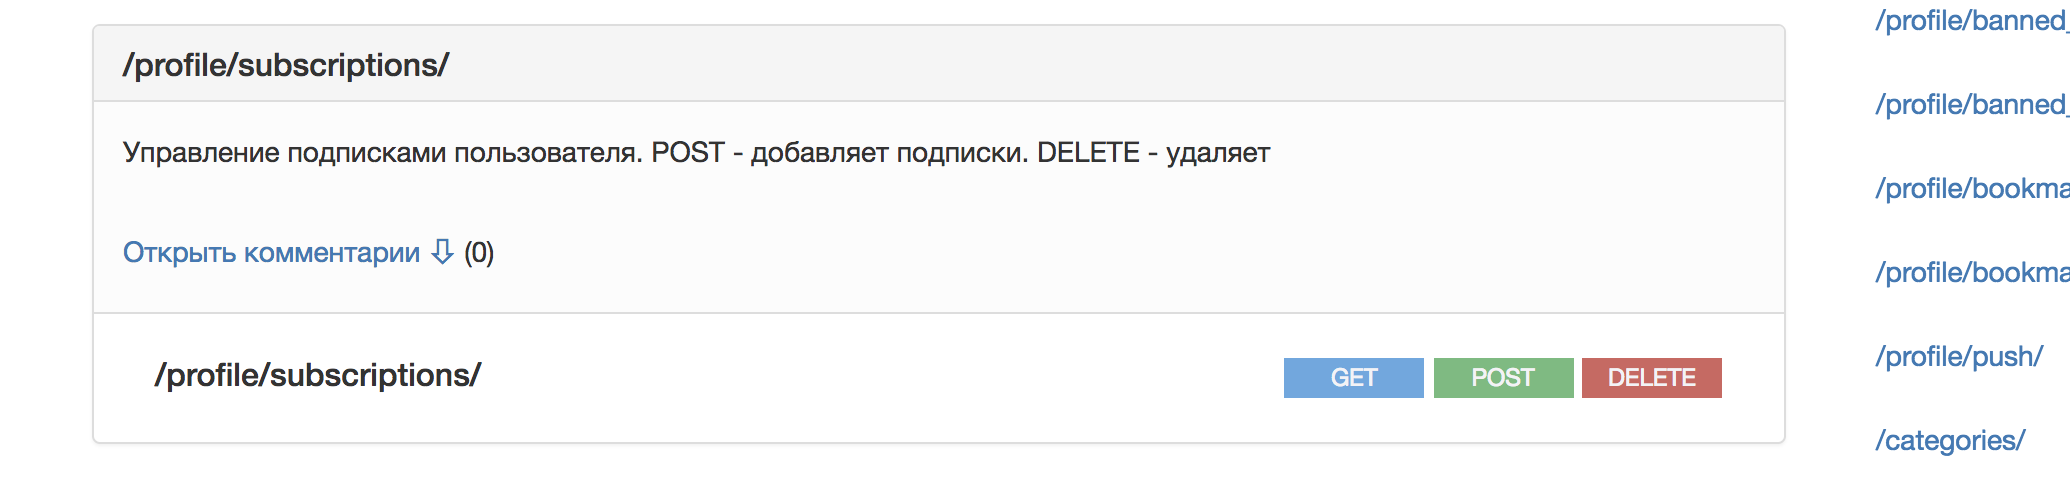 /profile/subscriptions/
Управление подписками пользователя. POST - добавляет подписки. DELETE - удаляет
Открыть комментарии ⇩ (0)
/profile/subscriptions/
GET POST DELETE
/profile/banned_
/profile/banned_
/profile/bookma
/profile/bookma
/profile/push/
/categories/